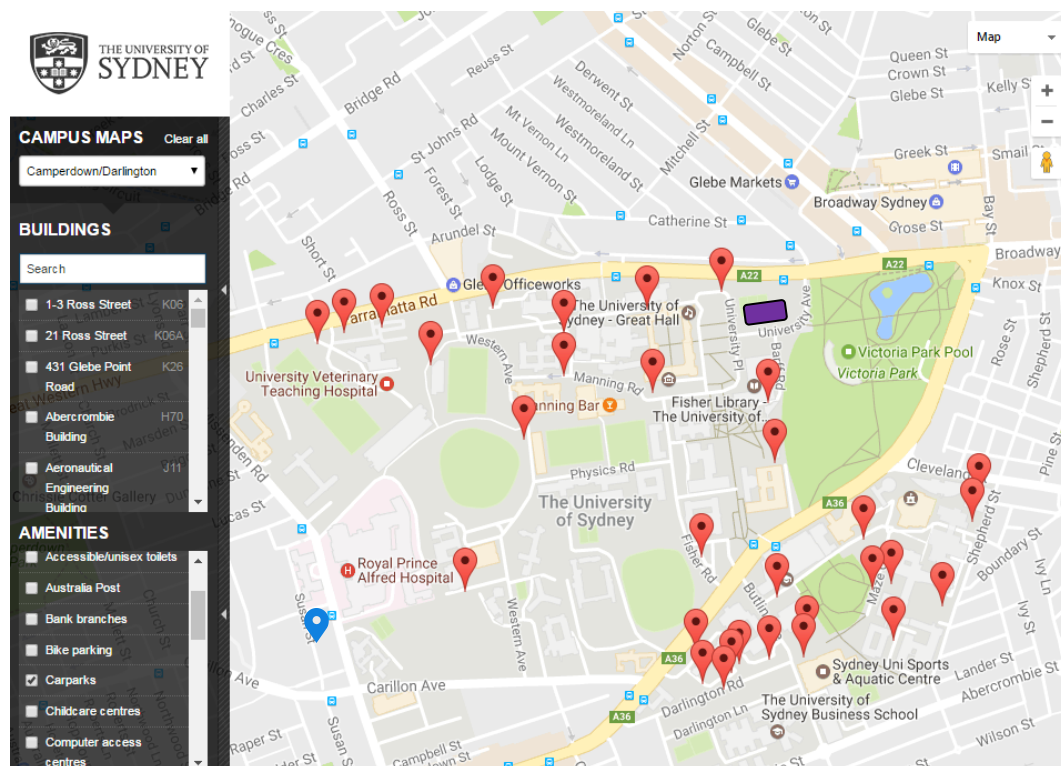 THE UNIVERSITY OF
SYDNEY
CAMPUS MAPS
Clear all
Camperdown/Darlington
BUILDINGS
Search
1-3 Ross Street K06
21 Ross Street K06A
431 Glebe Point
Road
K26
Abercrombie
Building
H70
Aeronautical
Engineering
Building
J11
AMENITIES
Accessible/unisex toilets
Australia Post
Bank branches
Bike parking
Carparks
Childcare centres
Computer access
centres
Map
Charles St
Bridge Rd
Reuss St
Norton St
Campbell St
Queen St
Crown St
Glebe St
Kelly S
Derwent St
Westmoreland Ln
Mt Vernon Ln
Mount Vernon St
Westmoreland St
Mitchell St
St Johns Rd
Forest St
Lodge St
Ross St
Greek St
Small
Glebe Markets
Broadway Sydney
Bay St
Grose St
Catherine St
Arundel St
Short St
Broadway
A22
A22
Knox St
Officeworks
The University of
Sydney - Great Hall
University Pl
University Ave
Rose St
Shepherd St
Victoria Park Pool
Victoria Park
Western Ave
University Veterinary
Teaching Hospital
Manning Rd
Fisher Library -
The University of...
Manning Bar
Pine St
Physics Rd
Cleveland
The University
of Sydney
A36
Lucas St
Shepherd St
Boundary St
Ivy Ln
Ivy St
Fisher Rd
Royal Prince
Alfred Hospital
Western Ave
A36
Sydney Uni Sports
& Aquatic Centre
Lander St
Abercrombie St
Carillon Ave
Darlington Rd
Darlington Ln
The University of
Sydney Business School
A36
Wilson St
Raper St
Campbell St